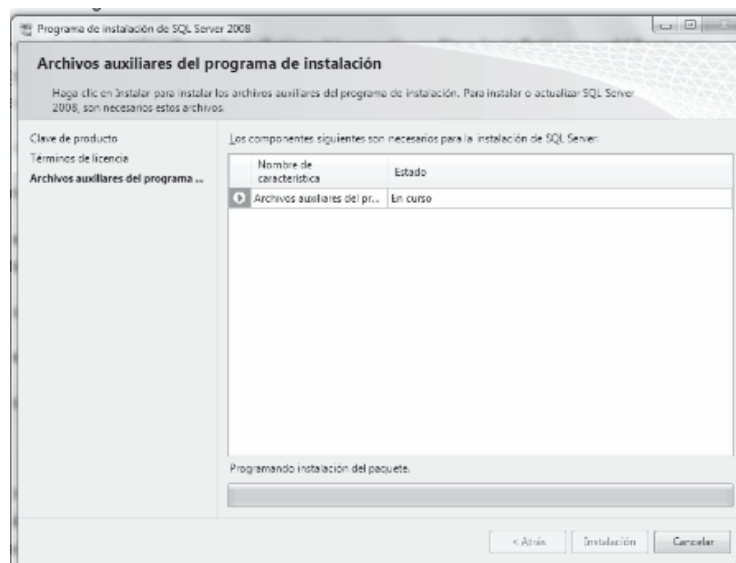 Programa de instalación de SQL Server 2008
Archivos auxiliares del programa de instalación
Haga clic en Instalar para instalar los archivos auxiliares del programa de instalación. Para instalar o actualizar SQL Server
2008, son necesarios estos archivos.
Clave de producto
Términos de licencia
Archivos auxiliares del programa ...
Los componentes siguientes son necesarios para la instalación de SQL Server:
Nombre de
característica
Estado
Archivos auxiliares del pr... En curso
Programando instalación del paquete.
< Atrás Instalación Cancelar